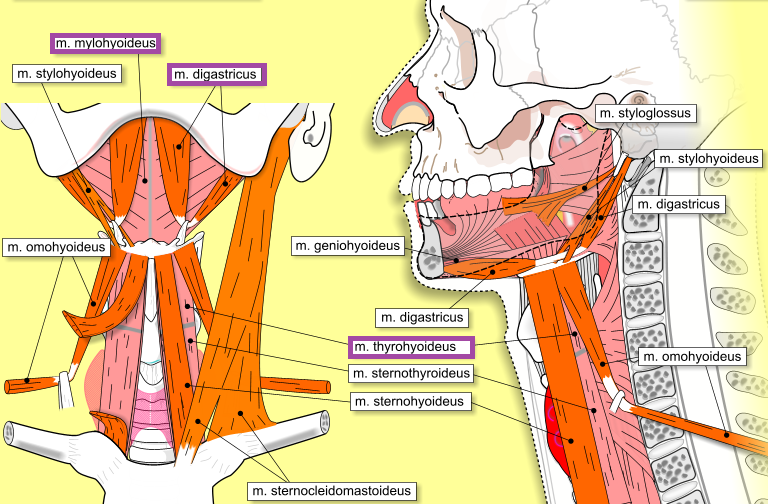 m. mylohyoideus
m. stylohyoideus
m. digastricus
m. styloglossus
m. stylohyoideus
m. digastricus
m. omohyoideus
m. geniohyoideus
m. digastricus
m. thyrohyoideus
m. omohyoideus
m. sternothyroideus
m. sternohyoideus
m. sternocleidomastoideus